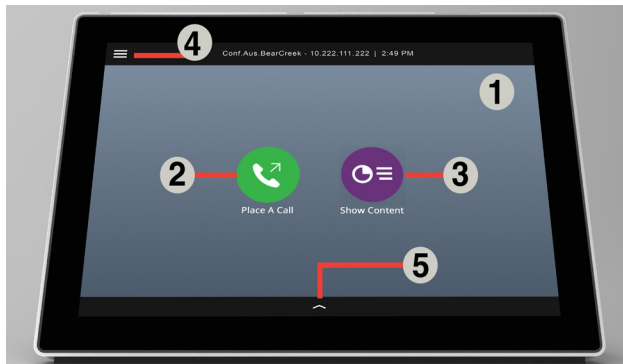 4
Conf.Aus.BearCreek - 10.222.111.222 | 2:49 PM
1
2
3
Place A Call
Show Content
5